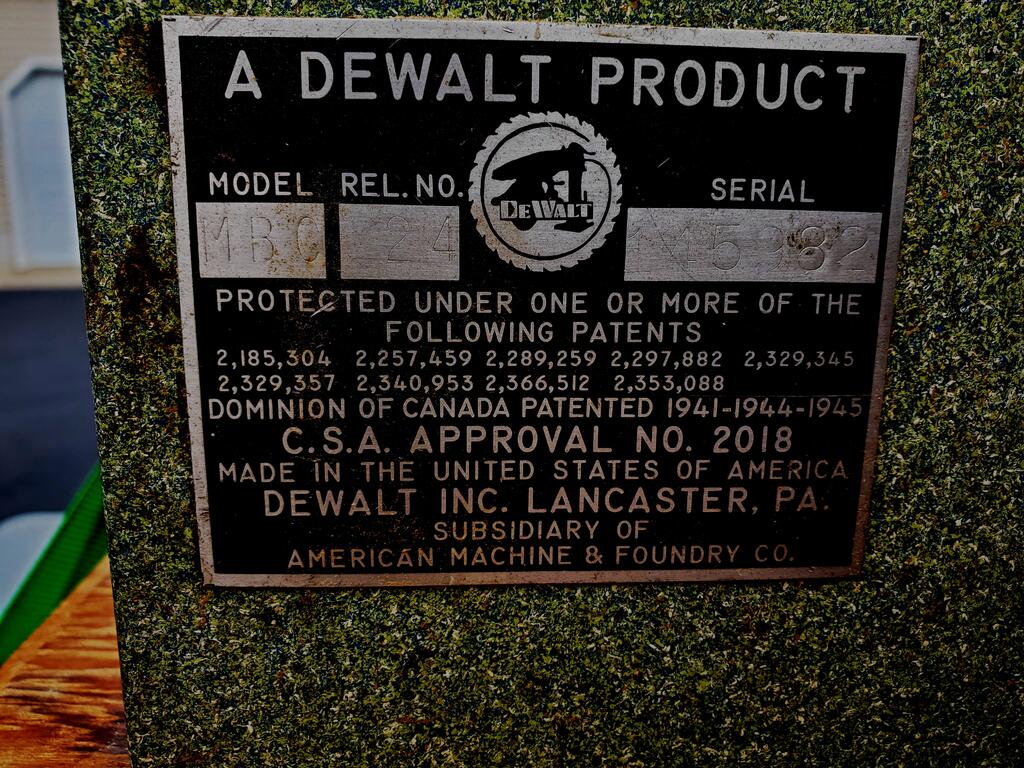 A DEWALT PRODUCT
MODEL REL. NO. SERIAL
MBC 24 DEWALT
PROTECTED UNDER ONE OR MORE OF THE
FOLLOWING PATENTS
2,185,304 2,257,459 2,289,259 2,297,882 2,329,345
2,329,357 2,340,953 2,366,512 2,353,088
DOMINION OF CANADA PATENTED 1941-1944-1945
C.S.A. APPROVAL NO. 2018
MADE IN THE UNITED STATES OF AMERICA
DEWALT INC. LANCASTER, PA.
SUBSIDIARY OF
AMERICAN MACHINE & FOUNDRY CO.